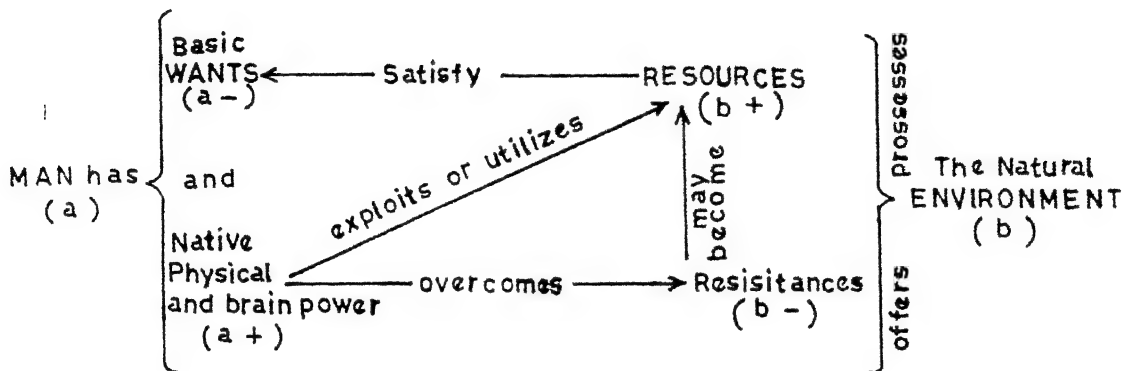 MAN has
(a)
Basic
WANTS
(a-)
and
Native
Physical
and brain power
(a+)
Satisfy
exploits or utilizes
overcomes
RESOURCES
(b+)
may
become
Resisitances
(b-)
prossesses
offers
The Natural
ENVIRONMENT
(b)